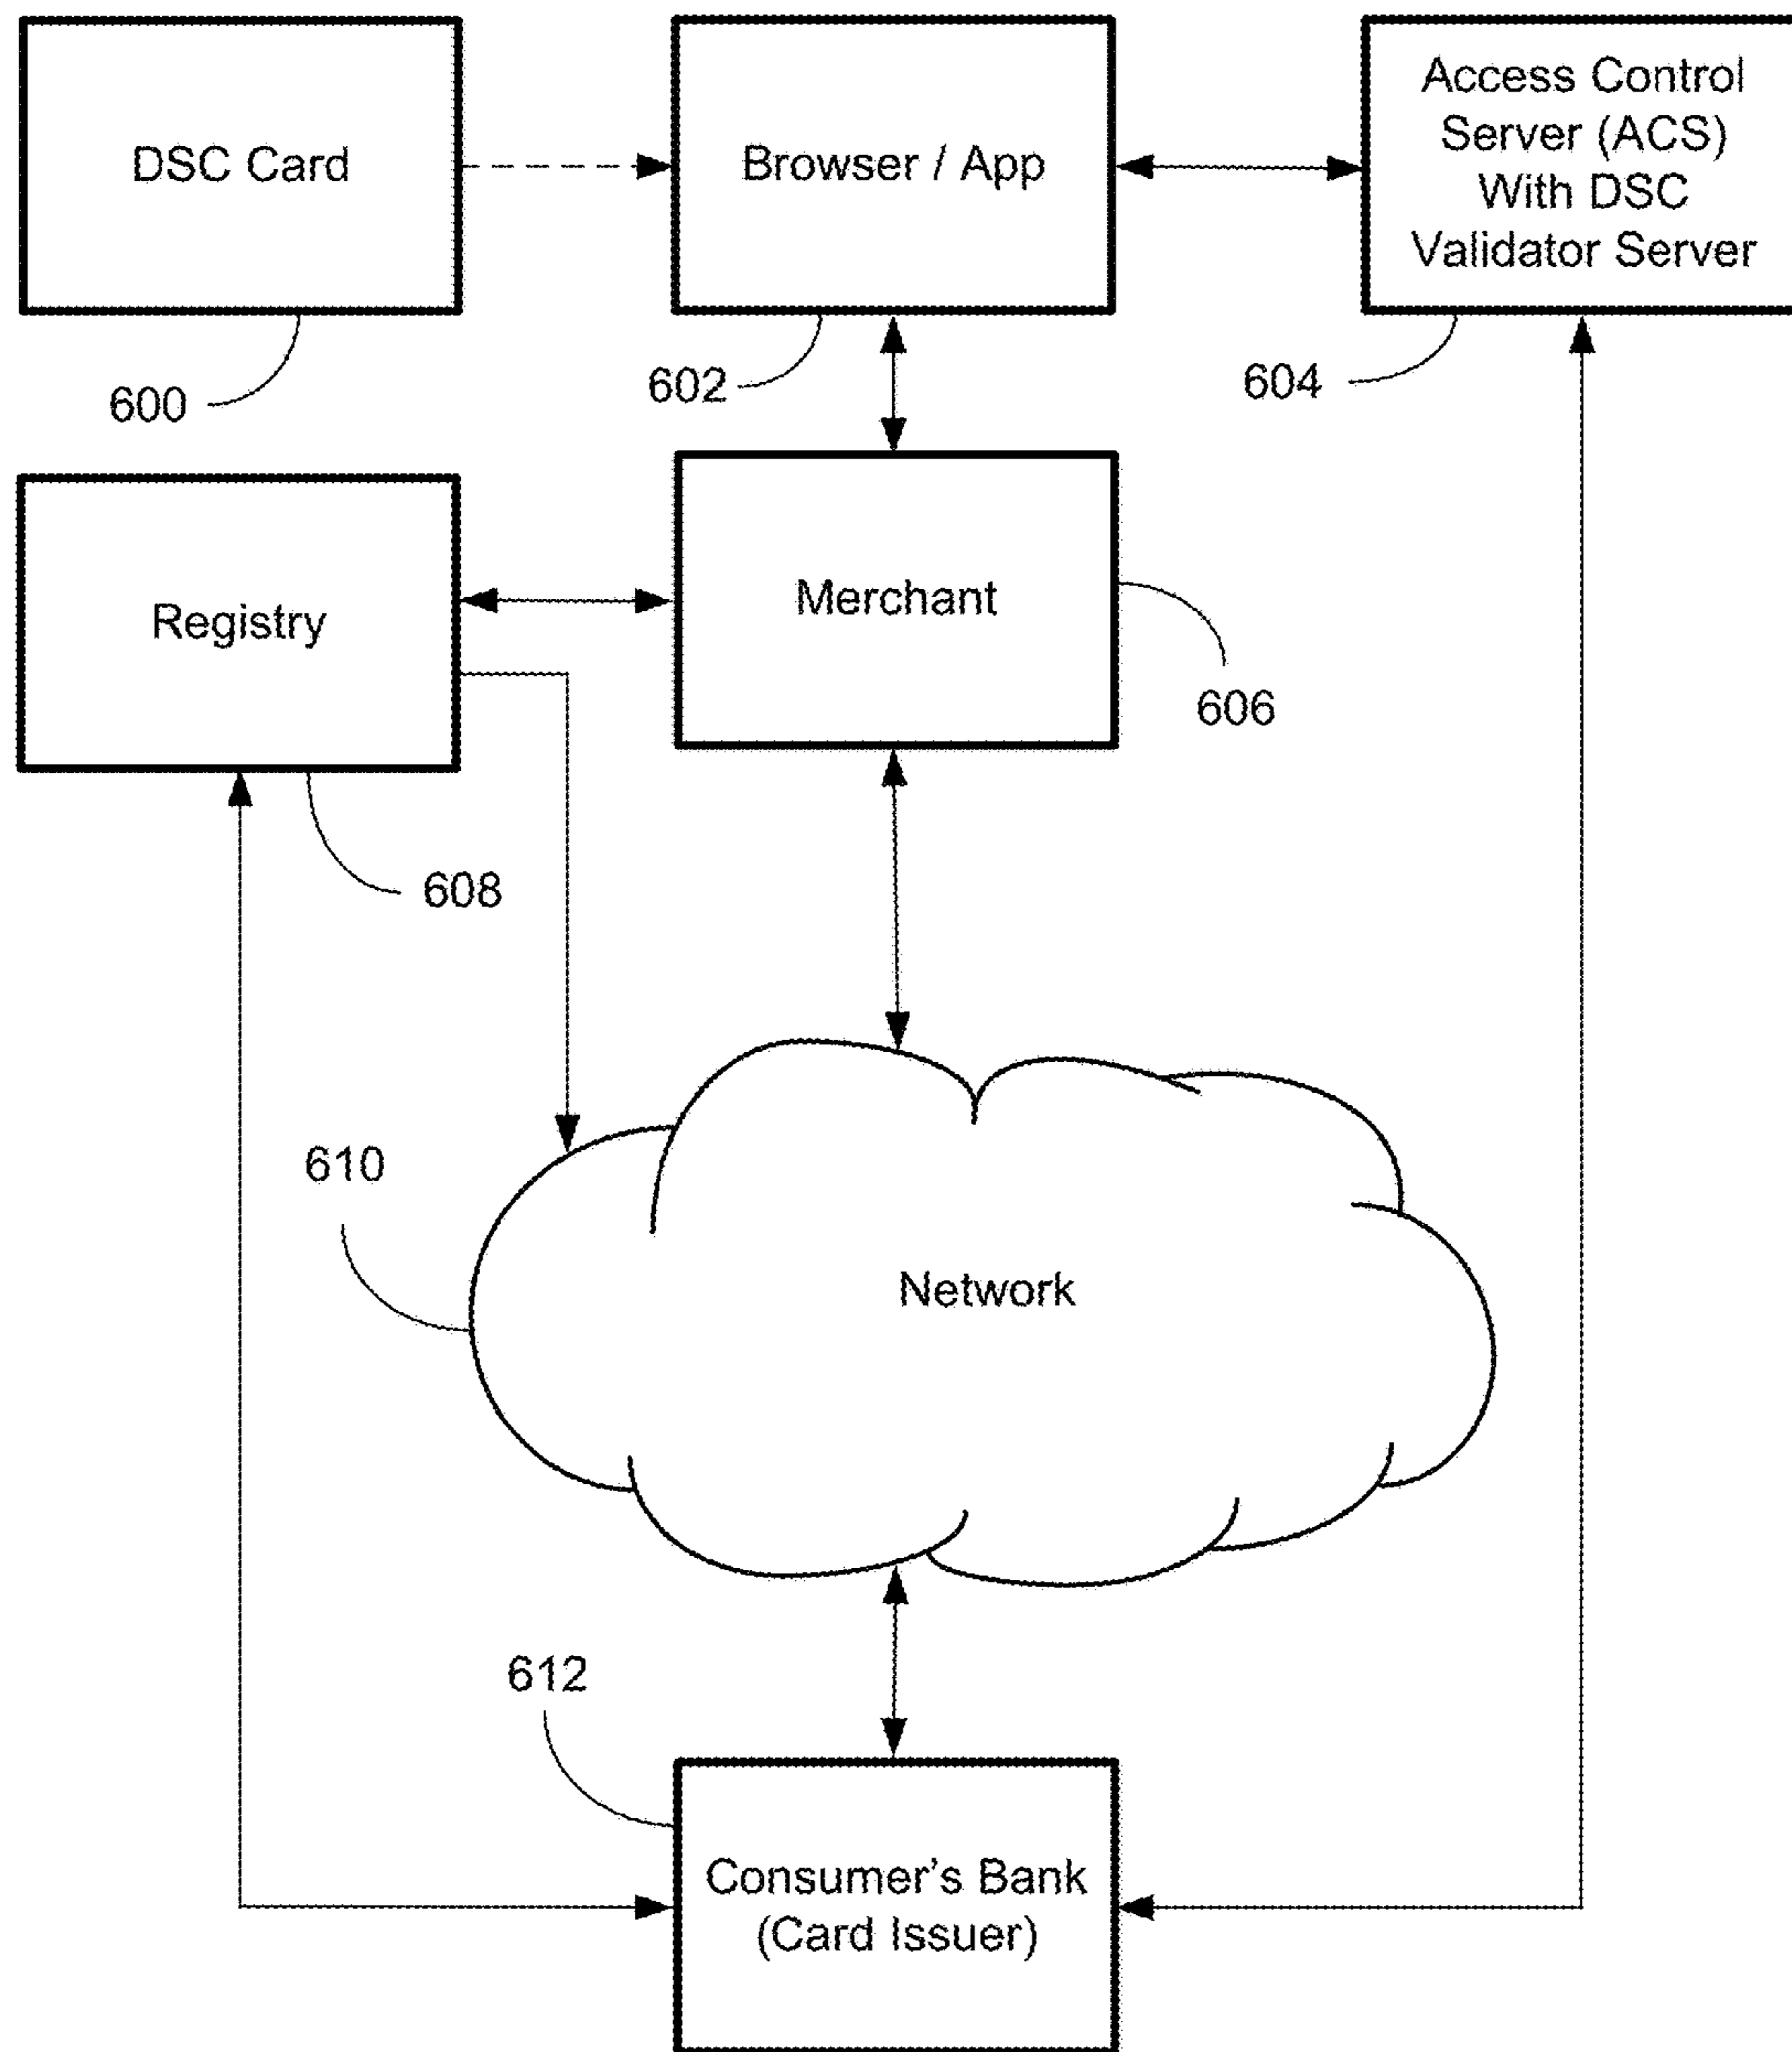 DSC Card
Browser / App
Access Control
Server (ACS)
With DSC
Validator Server
600
602
604
Registry
Merchant
606
608
610
Network
612
Consumer's Bank
(Card Issuer)